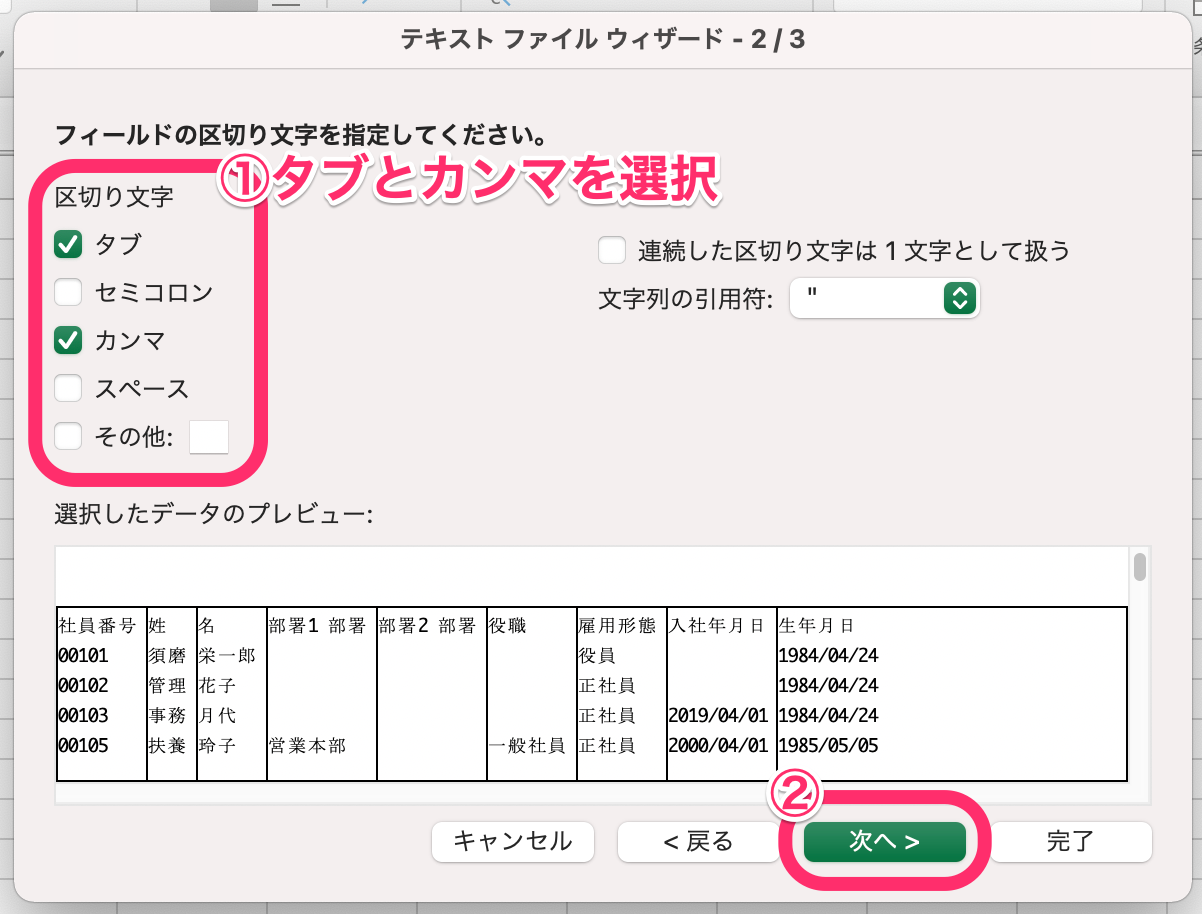 テキスト ファイル ウィザード - 2 / 3
フィールドの区切り文字を指定してください。
①タブとカンマを選択
区切り文字
タブ
セミコロン
カンマ
スペース
その他:
連続した区切り文字は 1 文字として扱う
文字列の引用符: "
選択したデータのプレビュー:
社員番号 姓 名 部署1 部署 部署2 部署 役職 雇用形態 入社年月日 生年月日
00101 須磨 栄一郎 役員 1984/04/24
00102 管理 花子 正社員 1984/04/24
00103 事務 月代 正社員 2019/04/01 1984/04/24
00105 扶養 玲子 営業本部 一般社員 正社員 2000/04/01 1985/05/05
②
キャンセル < 戻る 次へ > 完了